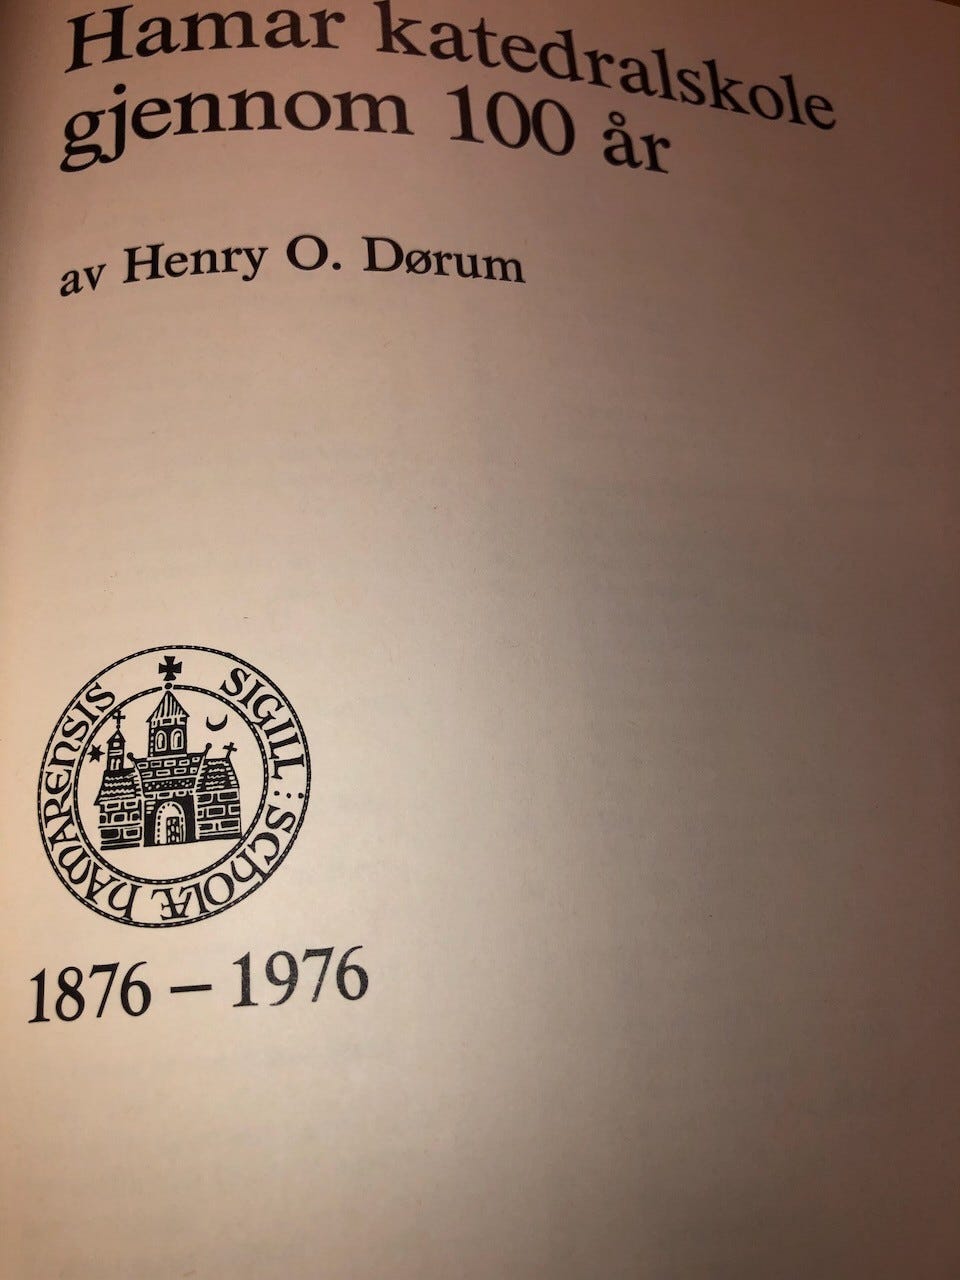 Hamar katedralskole
gjennom 100 år
av Henry O. Dørum
SIGILL : SCHOLÆ HAMARENSIS
1876 – 1976